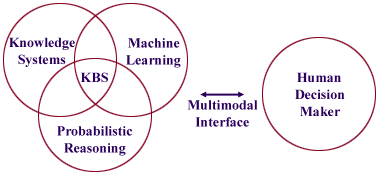 Knowledge
Systems
Machine
Learning
KBS
Probabilistic
Reasoning
Multimodal
Interface
Human
Decision
Maker